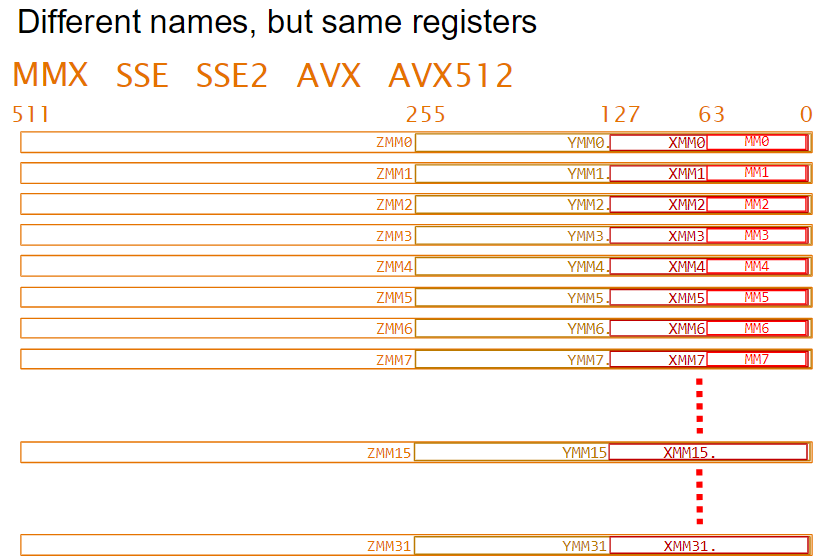 Different names, but same registers
MMX SSE SSE2 AVX AVX512
511 255 127 63 0
ZMM0 YMM0. XMM0 MM0
ZMM1 YMM1. XMM1 MM1
ZMM2 YMM2. XMM2 MM2
ZMM3 YMM3. XMM3 MM3
ZMM4 YMM4. XMM4 MM4
ZMM5 YMM5. XMM5 MM5
ZMM6 YMM6. XMM6 MM6
ZMM7 YMM7. XMM7 MM7
ZMM15 YMM15 XMM15.
ZMM31 YMM31 XMM31.